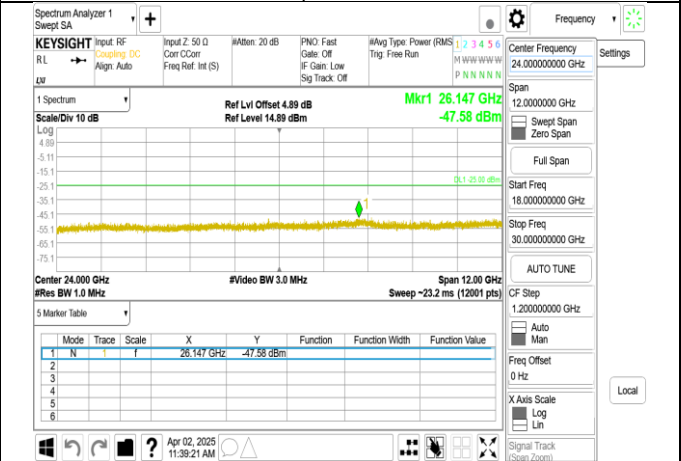 Spectrum Analyzer 1
Swept SA
Frequency
Settings
KEYSIGHT
RL
Input: RF
Coupling: DC
Align: Auto
Input Z: 50 Ω
Corr CCorr
Freq Ref: Int (S)
#Atten: 20 dB
PNO: Fast
Gate: Off
IF Gain: Low
Sig Track: Off
#Avg Type: Power (RMS
Trig: Free Run
1 2 3 4 5 6
M W W W W W
P N N N N N
LXI
1 Spectrum
Scale/Div 10 dB
Log
Ref Lvl Offset 4.89 dB
Ref Level 14.89 dBm
Mkr1 26.147 GHz
-47.58 dBm
4.89
-5.11
-15.1
-25.1
-35.1
-45.1
-55.1
-65.1
-75.1
DL1 -25.00 dBm
1
Center 24.000 GHz
#Res BW 1.0 MHz
#Video BW 3.0 MHz
Span 12.00 GHz
Sweep ~23.2 ms (12001 pts)
5 Marker Table
Mode Trace Scale X Y Function Function Width Function Value
1 N 1 f 26.147 GHz -47.58 dBm
2
3
4
5
6
Apr 02, 2025
11:39:21 AM
Center Frequency
24.000000000 GHz
Span
12.0000000 GHz
Swept Span
Zero Span
Full Span
Start Freq
18.000000000 GHz
Stop Freq
30.000000000 GHz
AUTO TUNE
CF Step
1.200000000 GHz
Auto
Man
Freq Offset
0 Hz
X Axis Scale
Log
Lin
Signal Track
(Span Zoom)
Local